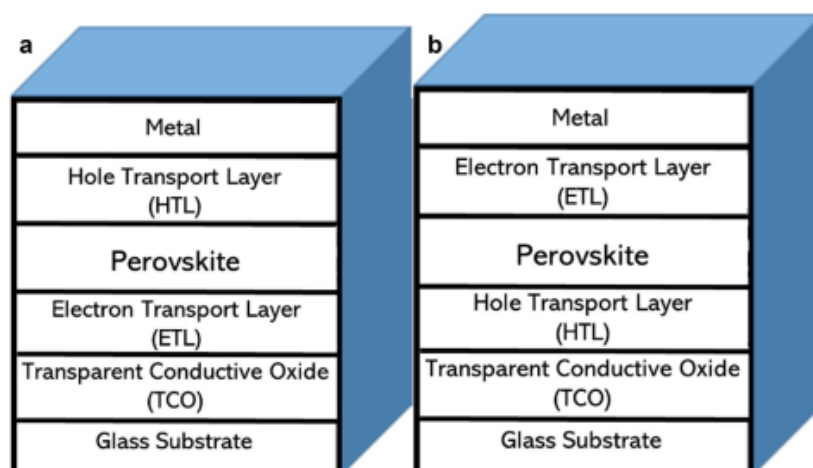 a
Metal
Hole Transport Layer
(HTL)
Perovskite
Electron Transport Layer
(ETL)
Transparent Conductive Oxide
(TCO)
Glass Substrate
b
Metal
Electron Transport Layer
(ETL)
Perovskite
Hole Transport Layer
(HTL)
Transparent Conductive Oxide
(TCO)
Glass Substrate